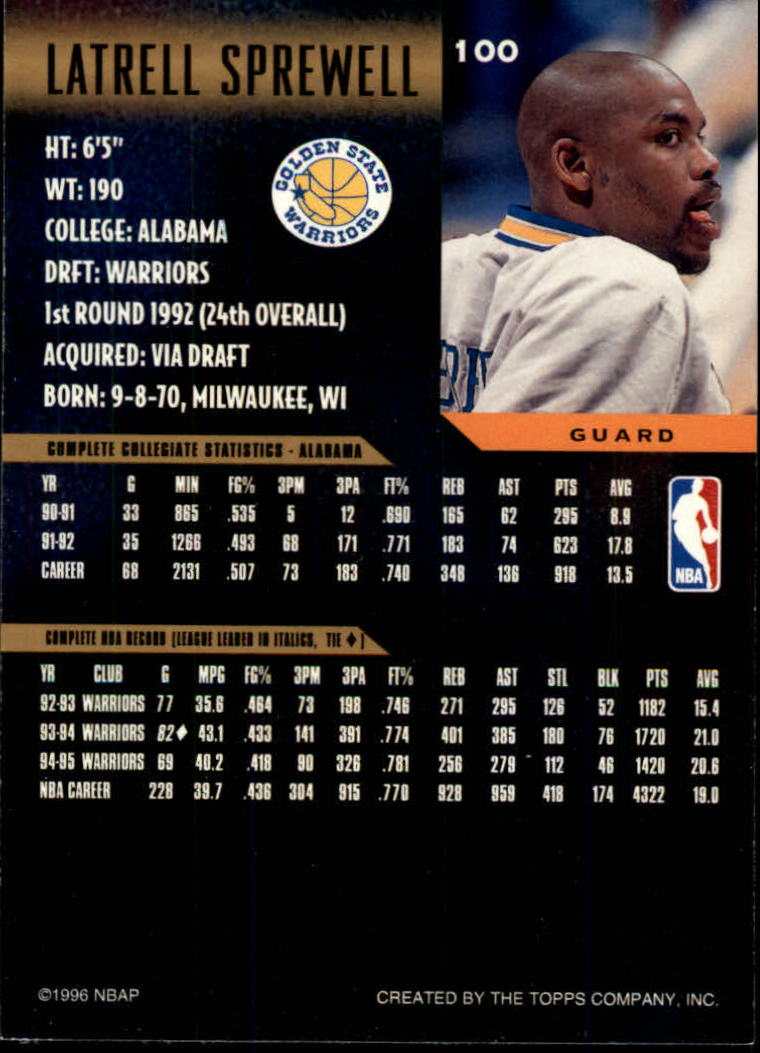 LATRELL SPREWELL
100
HT: 6'5"
WT: 190
COLLEGE: ALABAMA
DRFT: WARRIORS
1st ROUND 1992 (24th OVERALL)
ACQUIRED: VIA DRAFT
BORN: 9-8-70, MILWAUKEE, WI
GOLDEN STATE
WARRIORS
GUARD
COMPLETE COLLEGIATE STATISTICS - ALABAMA
YR G MIN FG% 3PM 3PA FT% REB AST PTS AVG
90-91 33 865 .535 5 12 .690 165 62 295 8.9
91-92 35 1266 .493 68 171 .771 183 74 623 17.8
CAREER 68 2131 .507 73 183 .740 348 136 918 13.5
NBA
COMPLETE NBA RECORD (LEAGUE LEADER IN ITALICS, TIE ♦)
YR CLUB G MPG FG% 3PM 3PA FT% REB AST STL BLK PTS AVG
92-93 WARRIORS 77 35.6 .464 73 198 .746 271 295 126 52 1182 15.4
93-94 WARRIORS 82♦ 43.1 .433 141 391 .774 401 385 180 76 1720 21.0
94-95 WARRIORS 69 40.2 .418 90 326 .781 256 279 112 46 1420 20.6
NBA CAREER 228 39.7 .436 304 915 .770 928 959 418 174 4322 19.0
©1996 NBAP
CREATED BY THE TOPPS COMPANY, INC.